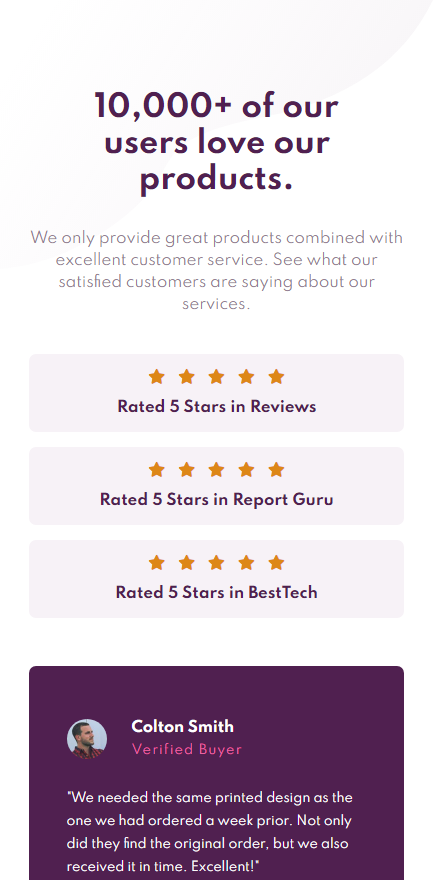 10,000+ of our
users love our
products.
We only provide great products combined with
excellent customer service. See what our
satisfied customers are saying about our
services.
Rated 5 Stars in Reviews
Rated 5 Stars in Report Guru
Rated 5 Stars in BestTech
Colton Smith
Verified Buyer
"We needed the same printed design as the
one we had ordered a week prior. Not only
did they find the original order, but we also
received it in time. Excellent!"